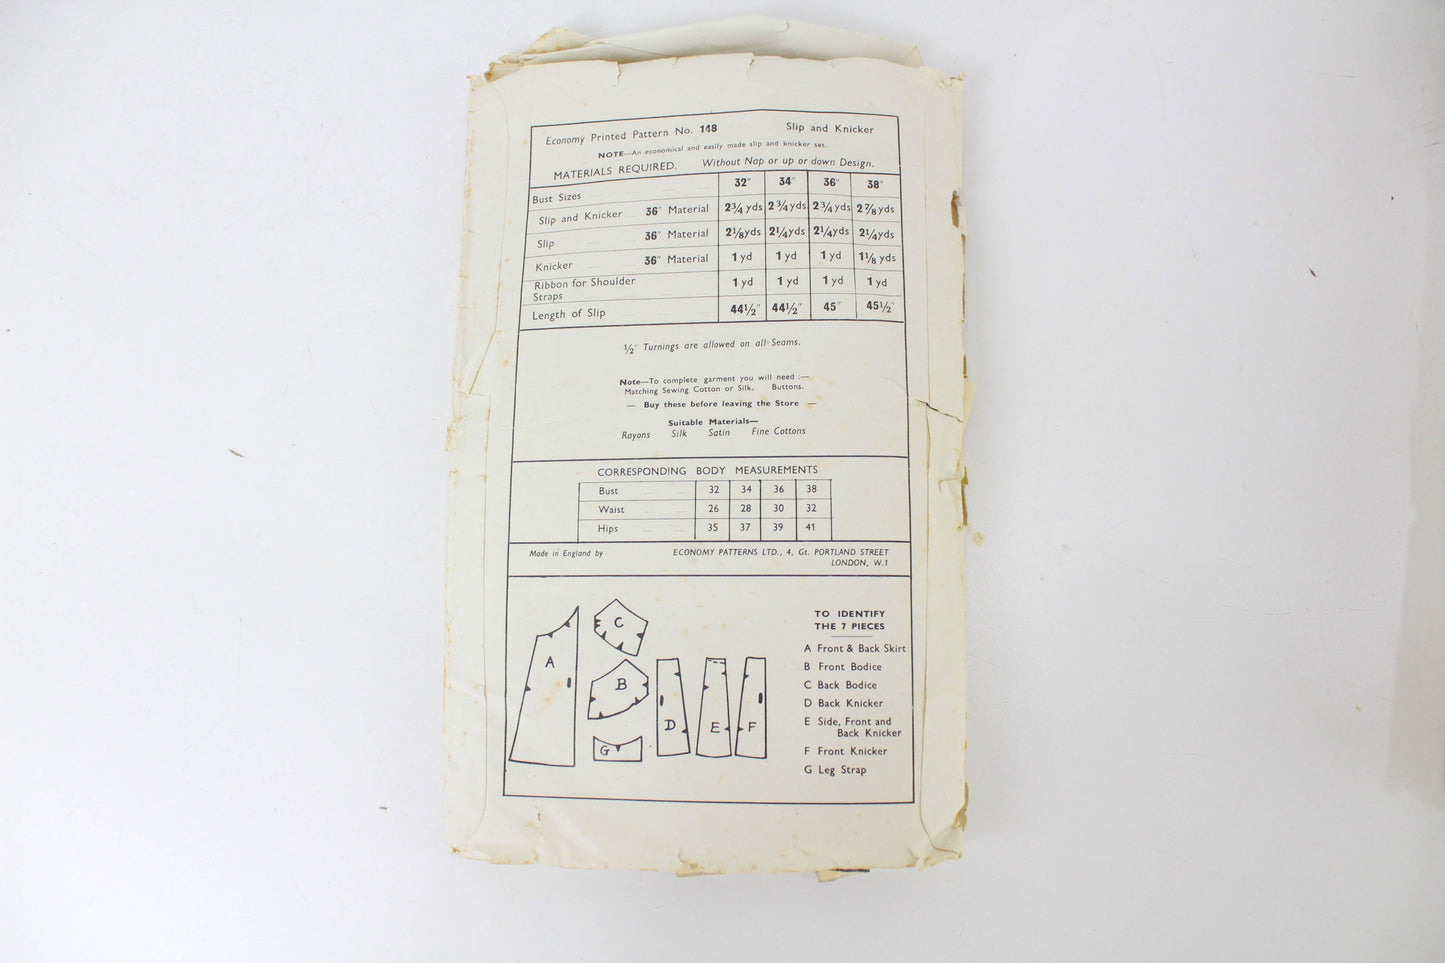 Economy Printed Pattern No. 148 Slip and Knicker
NOTE—An economical and easily made slip and knicker set.
MATERIALS REQUIRED. Without Nap or up or down Design.
Bust Sizes 32" 34" 36" 38"
Slip and Knicker 36" Material 2¾ yds 2¾ yds 2¾ yds 2⅞ yds
Slip 36" Material 2⅛yds 2¼yds 2¼yds 2¼yds
Knicker 36" Material 1 yd 1 yd 1 yd 1⅛ yds
Ribbon for Shoulder
Straps 1 yd 1 yd 1 yd 1 yd
Length of Slip 44½" 44½" 45" 45½"
½" Turnings are allowed on all Seams.
Note—To complete garment you will need :—
Matching Sewing Cotton or Silk. Buttons.
— Buy these before leaving the Store —
Suitable Materials—
Rayons Silk Satin Fine Cottons
CORRESPONDING BODY MEASUREMENTS
Bust .... .... 32 34 36 38
Waist .... .... 26 28 30 32
Hips .... .... 35 37 39 41
Made in England by ECONOMY PATTERNS LTD., 4, Gt. PORTLAND STREET
LONDON, W.1
TO IDENTIFY
THE 7 PIECES
A Front & Back Skirt
B Front Bodice
C Back Bodice
D Back Knicker
E Side, Front and
Back Knicker
F Front Knicker
G Leg Strap
A
C
B
D
E
F
G